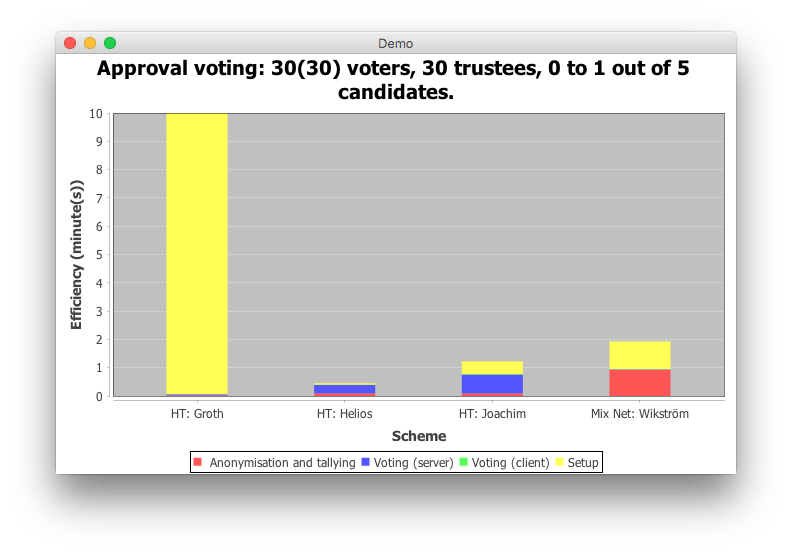 Demo
Approval voting: 30(30) voters, 30 trustees, 0 to 1 out of 5
candidates.
Efficiency (minute(s))
10
9
8
7
6
5
4
3
2
1
0
HT: Groth HT: Helios HT: Joachim Mix Net: Wikström
Scheme
Anonymisation and tallying Voting (server) Voting (client) Setup